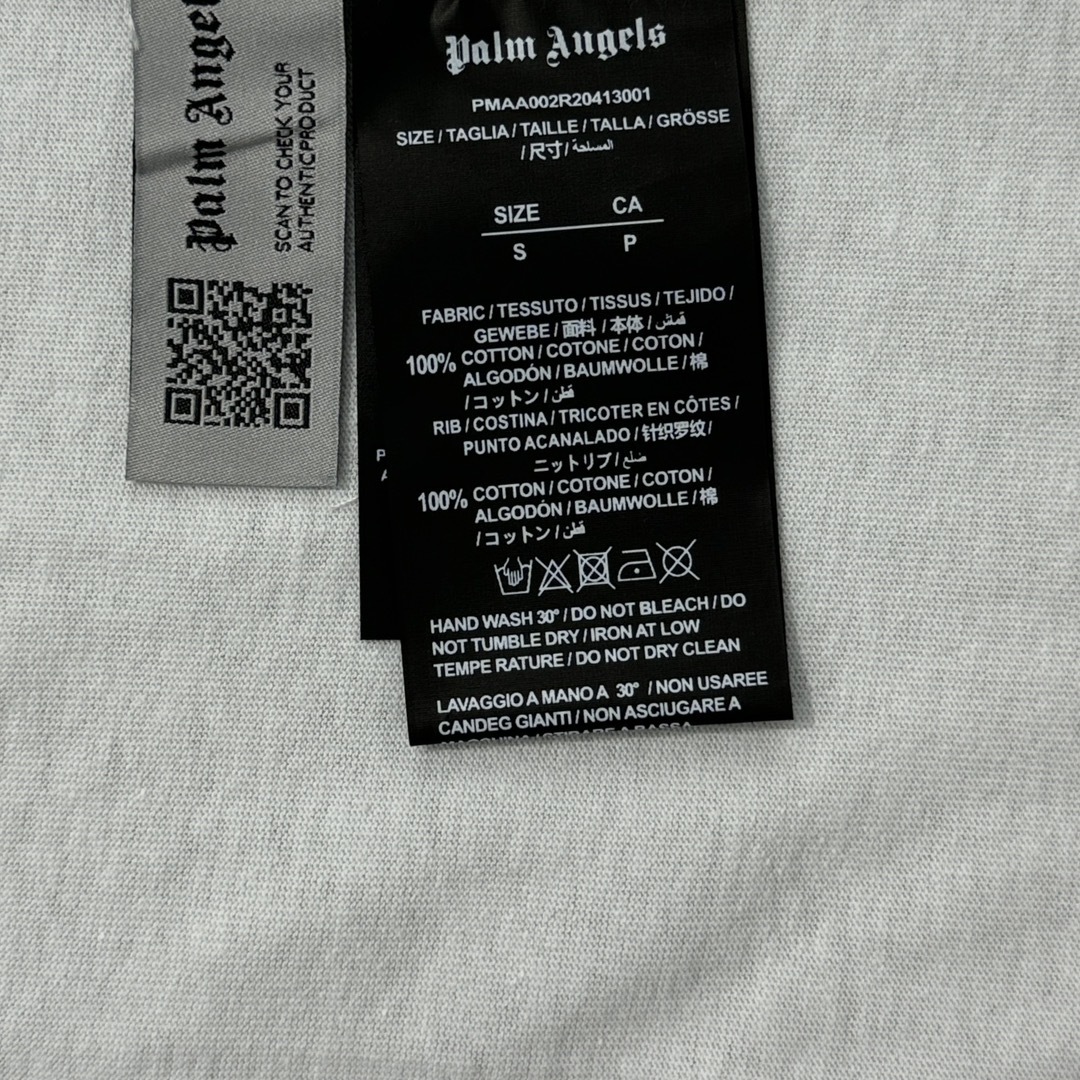 Palm Angels
SCAN TO CHECK YOUR
AUTHENTIC PRODUCT
Palm Angels
PMAA002R20413001
SIZE / TAGLIA / TAILLE / TALLA / GRÖSSE
/ 尺寸 /
SIZE CA
S P
FABRIC / TESSUTO / TISSUS / TEJIDO /
GEWEBE / 面料 / 本体 / قمش
100% COTTON / COTONE / COTON /
ALGODÓN / BAUMWOLLE / 棉
/ コットン / قطن
RIB / COSTINA / TRICOTER EN CÔTES /
PUNTO ACANALADO / 针织罗纹 /
ニットリブ / ضلع
100% COTTON / COTONE / COTON /
ALGODÓN / BAUMWOLLE / 棉
/ コットン / قطن
HAND WASH 30° / DO NOT BLEACH / DO
NOT TUMBLE DRY / IRON AT LOW
TEMPE RATURE / DO NOT DRY CLEAN
LAVAGGIO A MANO A 30° / NON USAREE
CANDEG GIANTI / NON ASCIUGARE A
MACCHINA / STIRARE A BASSA